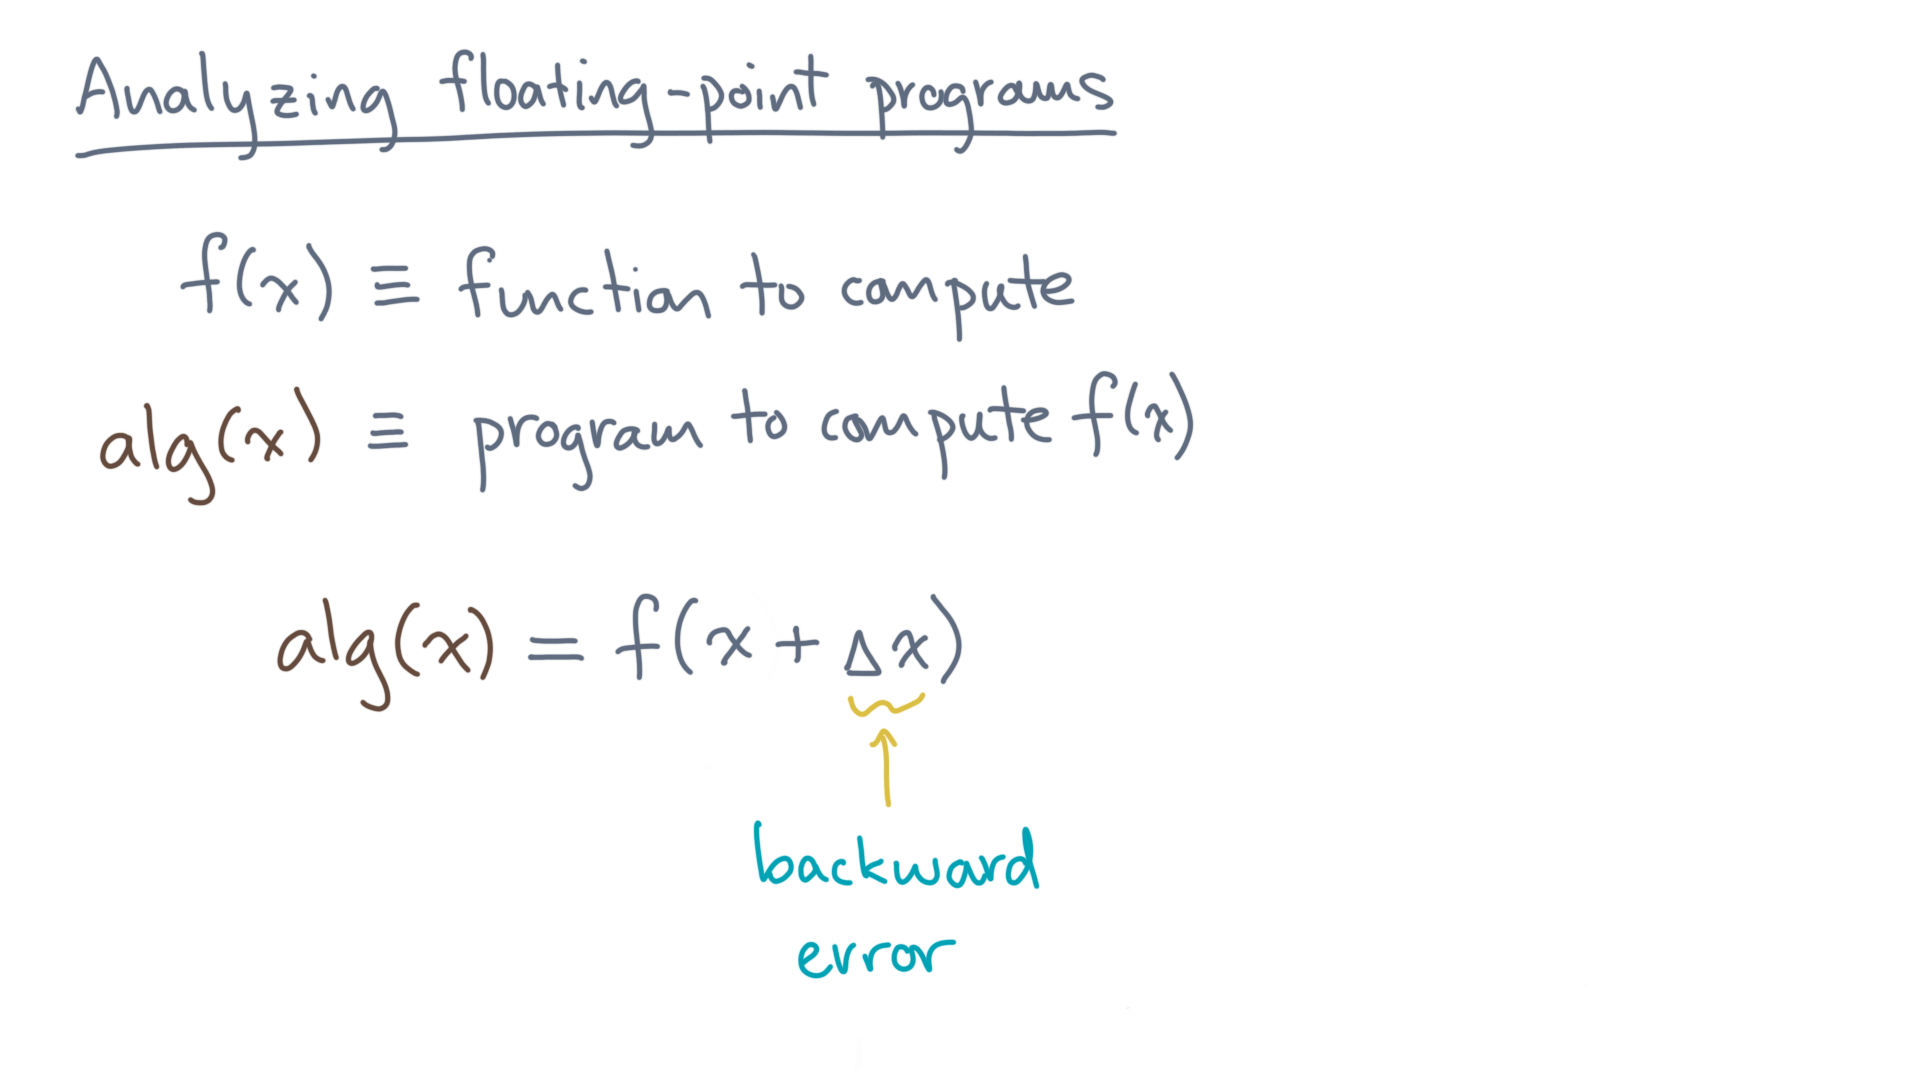 Analyzing floating-point programs
f(x) ≡ function to compute
alg(x) ≡ program to compute f(x)
alg(x) = f(x + Δx)
backward
error